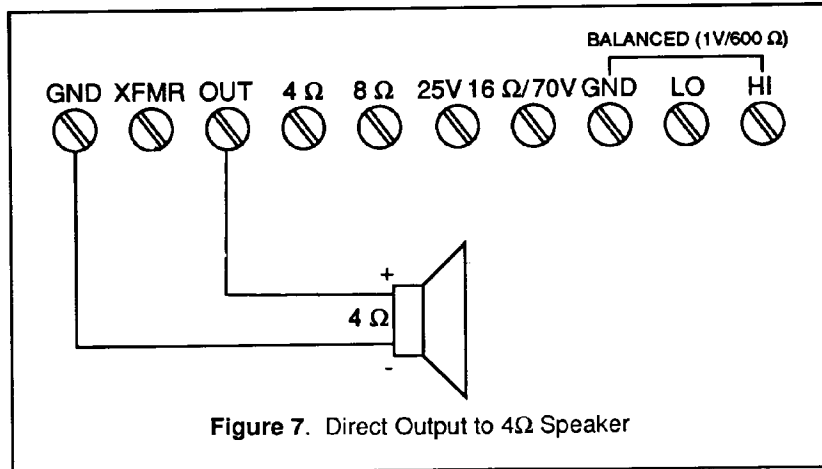 BALANCED (1V/600 Ω)
GND XFMR OUT 4 Ω 8 Ω 25V 16 Ω/70V GND LO HI
+
4 Ω
-
Figure 7. Direct Output to 4Ω Speaker